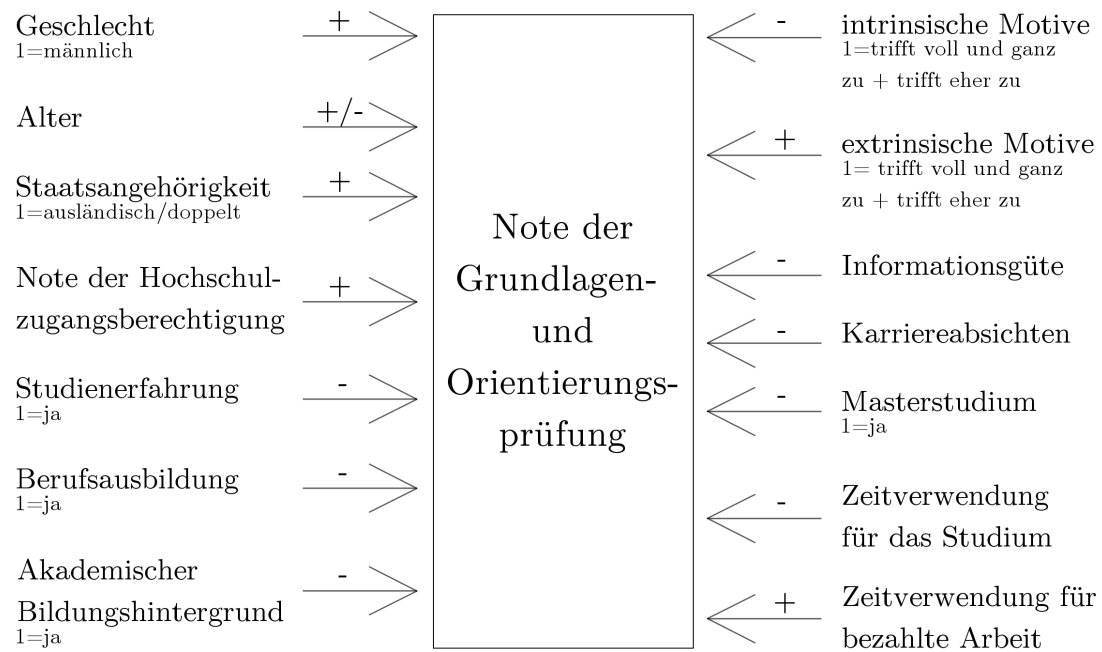 Geschlecht
1=männlich
+
Alter
+/-
Staatsangehörigkeit
1=ausländisch/doppelt
+
Note der Hochschul-
zugangsberechtigung
+
Studienerfahrung
1=ja
-
Berufsausbildung
1=ja
-
Akademischer
Bildungshintergrund
1=ja
-
Note der
Grundlagen-
und
Orientierungs-
prüfung
-
intrinsische Motive
1=trifft voll und ganz
zu + trifft eher zu
+
extrinsische Motive
1= trifft voll und ganz
zu + trifft eher zu
-
Informationsgüte
-
Karriereabsichten
-
Masterstudium
1=ja
-
Zeitverwendung
für das Studium
+
Zeitverwendung für
bezahlte Arbeit